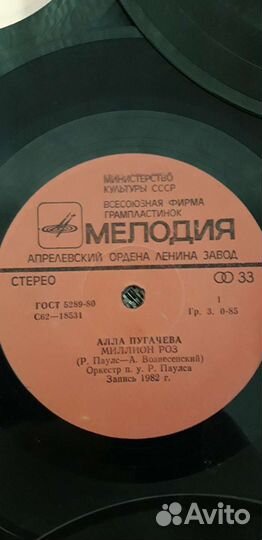 МИНИСТЕРСТВО
КУЛЬТУРЫ СССР
ВСЕСОЮЗНАЯ ФИРМА
ГРАМПЛАСТИНОК
МЕЛОДИЯ
АПРЕЛЕВСКИЙ ОРДЕНА ЛЕНИНА ЗАВОД
СТЕРЕО 33
ГОСТ 5289-80 1
С62—18531 Гр. 3. 0-85
АЛЛА ПУГАЧЕВА
МИЛЛИОН РОЗ
(Р. Паулс—А. Вознесенский)
Оркестр п. у. Р. Паулса
Запись 1982 г.
Avito